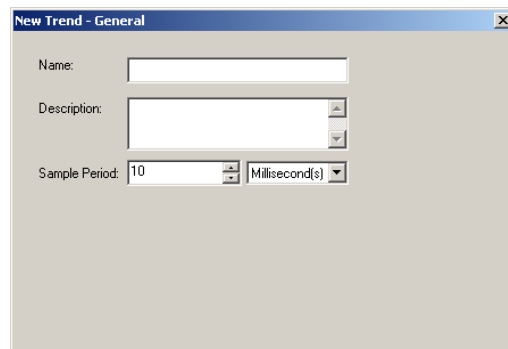 New Trend - General
Name:
Description:
Sample Period: 10 Millisecond(s)